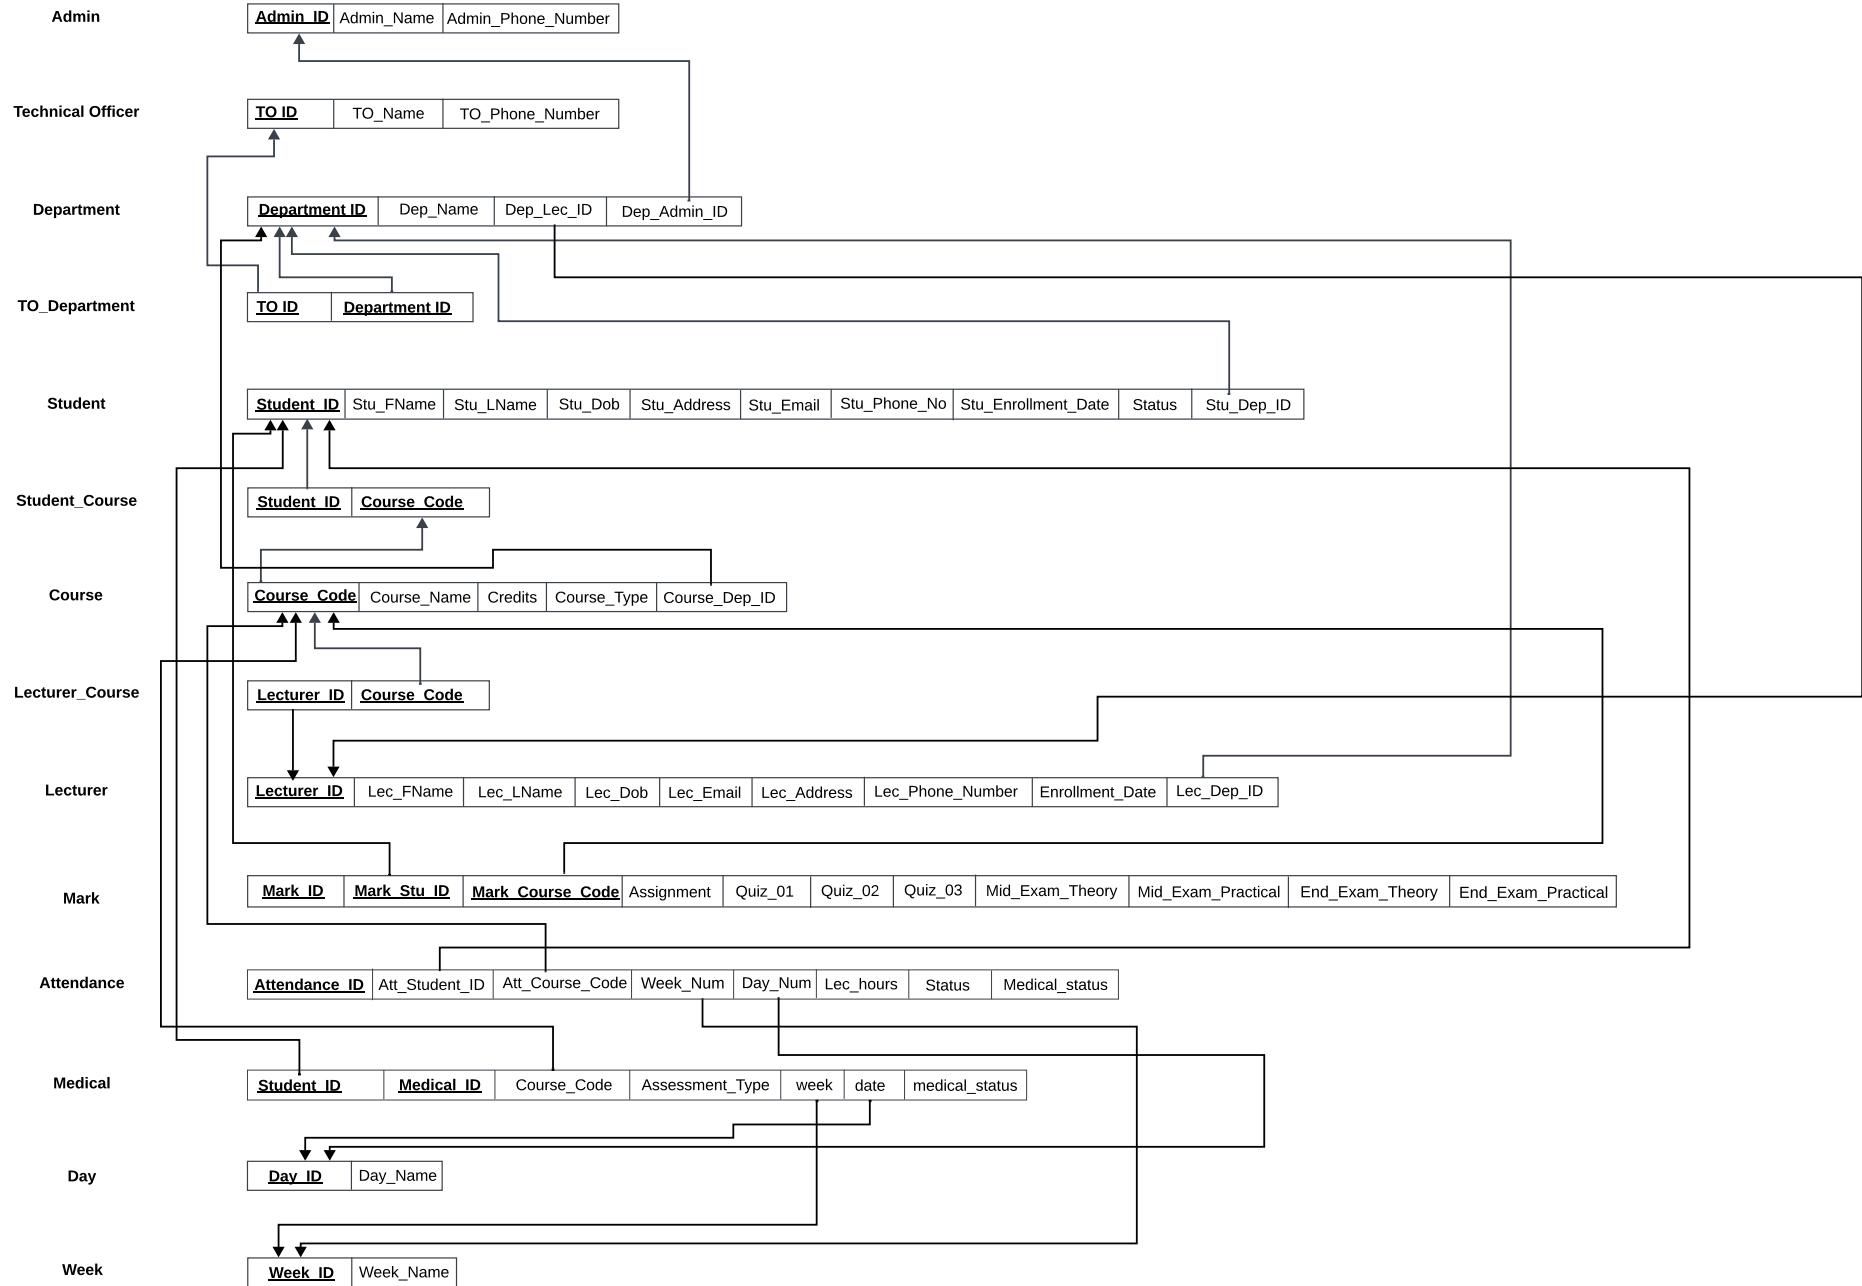 Admin Admin_ID Admin_Name Admin_Phone_Number
Technical Officer TO ID TO_Name TO_Phone_Number
Department Department ID Dep_Name Dep_Lec_ID Dep_Admin_ID
TO_Department TO ID Department ID
Student Student_ID Stu_FName Stu_LName Stu_Dob Stu_Address Stu_Email Stu_Phone_No Stu_Enrollment_Date Status Stu_Dep_ID
Student_Course Student_ID Course_Code
Course Course_Code Course_Name Credits Course_Type Course_Dep_ID
Lecturer_Course Lecturer_ID Course_Code
Lecturer Lecturer_ID Lec_FName Lec_LName Lec_Dob Lec_Email Lec_Address Lec_Phone_Number Enrollment_Date Lec_Dep_ID
Mark Mark_ID Mark_Stu_ID Mark_Course_Code Assignment Quiz_01 Quiz_02 Quiz_03 Mid_Exam_Theory Mid_Exam_Practical End_Exam_Theory End_Exam_Practical
Attendance Attendance_ID Att_Student_ID Att_Course_Code Week_Num Day_Num Lec_hours Status Medical_status
Medical Student_ID Medical_ID Course_Code Assessment_Type week date medical_status
Day Day_ID Day_Name
Week Week_ID Week_Name